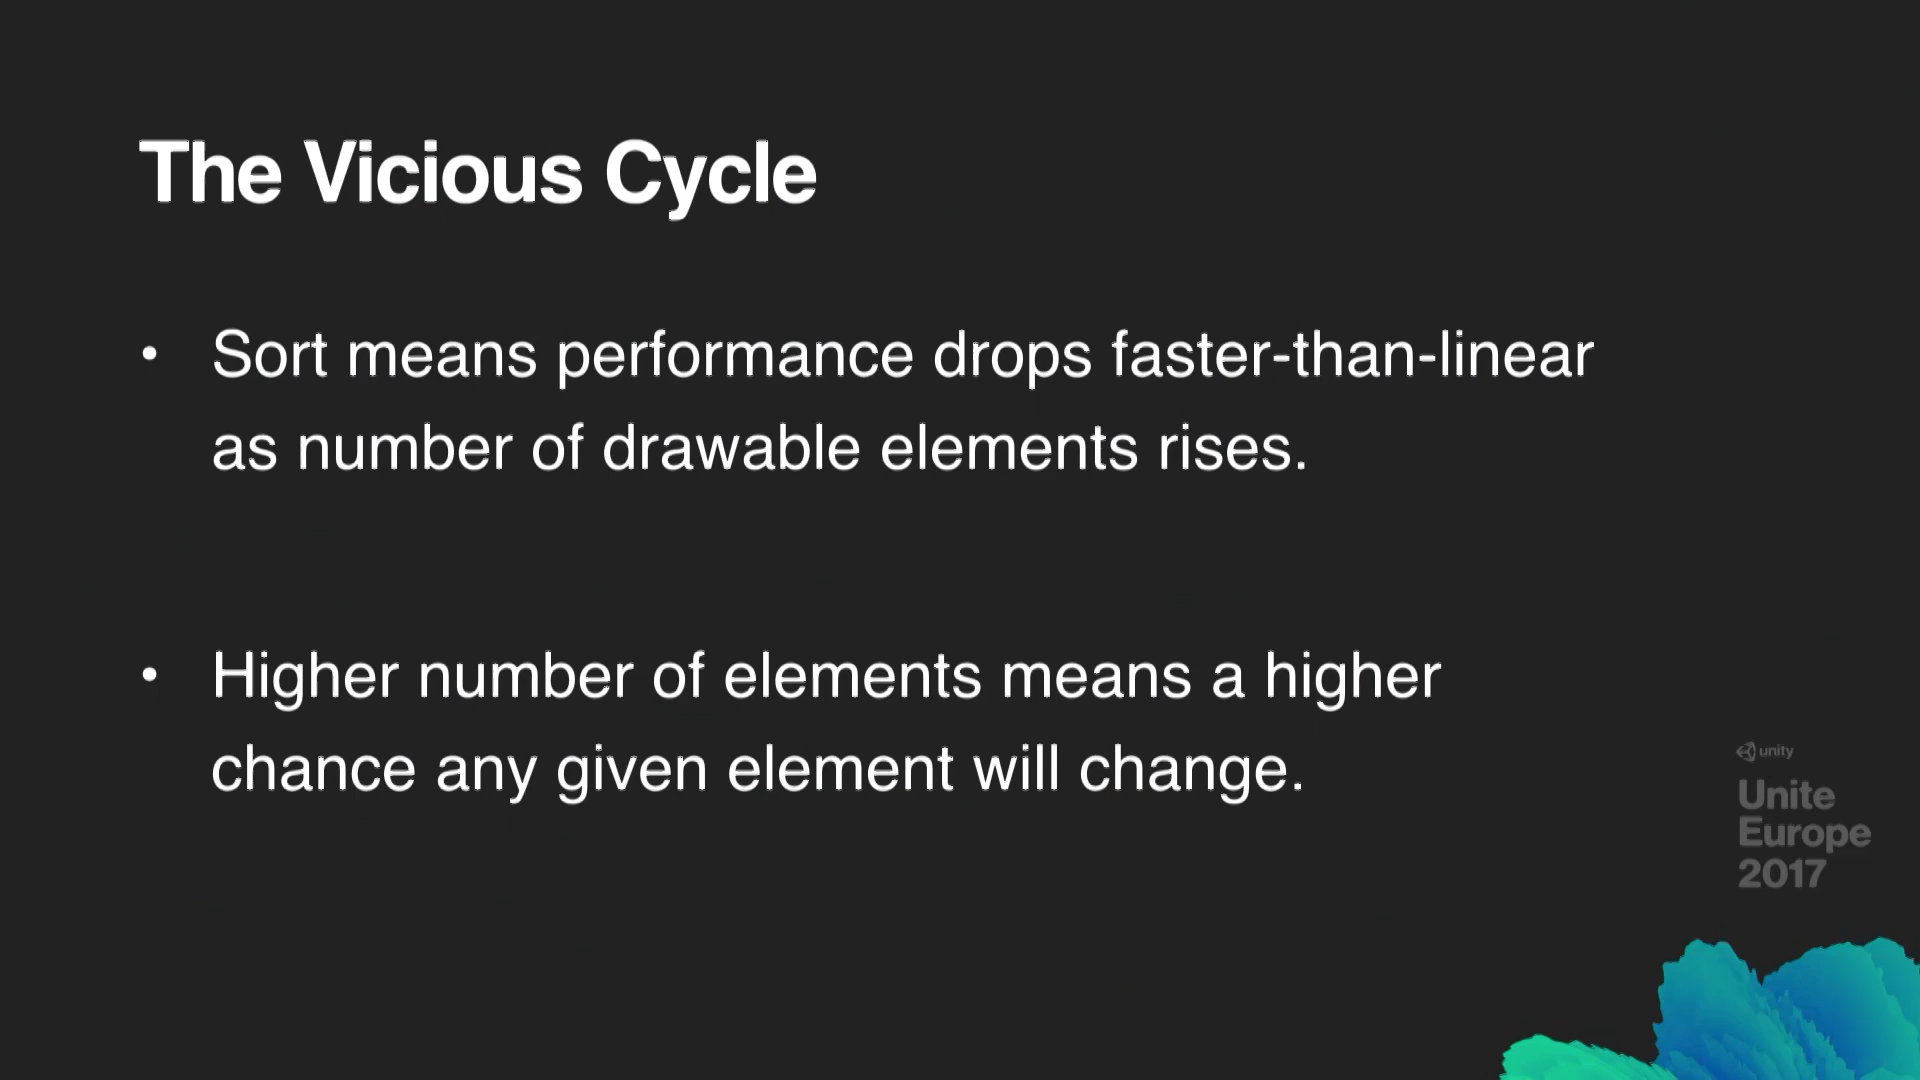 The Vicious Cycle
• Sort means performance drops faster-than-linear
as number of drawable elements rises.
• Higher number of elements means a higher
chance any given element will change.
unity
Unite
Europe
2017